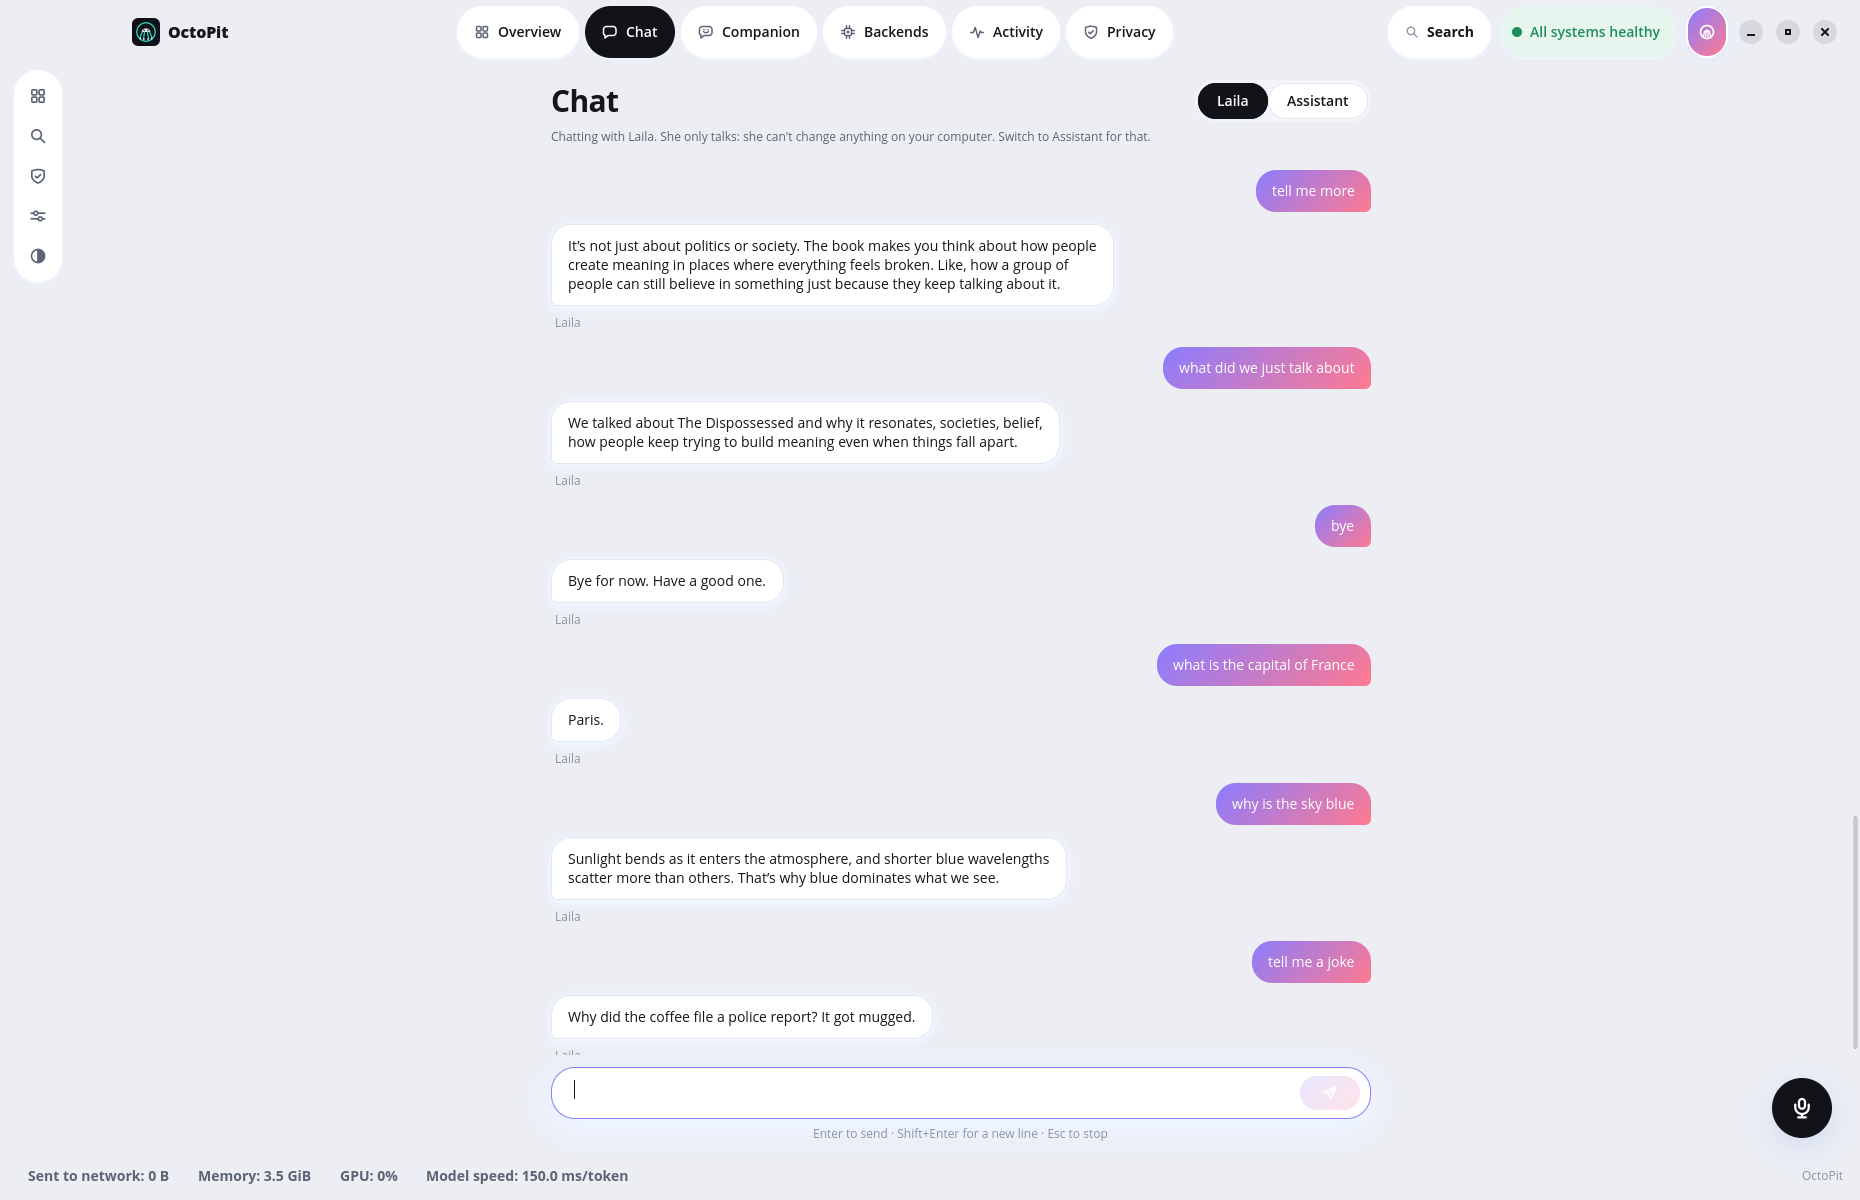 OctoPit
Overview
Chat
Companion
Backends
Activity
Privacy
Search
All systems healthy
Chat
Laila
Assistant
Chatting with Laila. She only talks: she can't change anything on your computer. Switch to Assistant for that.
tell me more
It’s not just about politics or society. The book makes you think about how people
create meaning in places where everything feels broken. Like, how a group of
people can still believe in something just because they keep talking about it.
Laila
what did we just talk about
We talked about The Dispossessed and why it resonates, societies, belief,
how people keep trying to build meaning even when things fall apart.
Laila
bye
Bye for now. Have a good one.
Laila
what is the capital of France
Paris.
Laila
why is the sky blue
Sunlight bends as it enters the atmosphere, and shorter blue wavelengths
scatter more than others. That’s why blue dominates what we see.
Laila
tell me a joke
Why did the coffee file a police report? It got mugged.
Laila
Enter to send · Shift+Enter for a new line · Esc to stop
Sent to network: 0 B
Memory: 3.5 GiB
GPU: 0%
Model speed: 150.0 ms/token
OctoPit